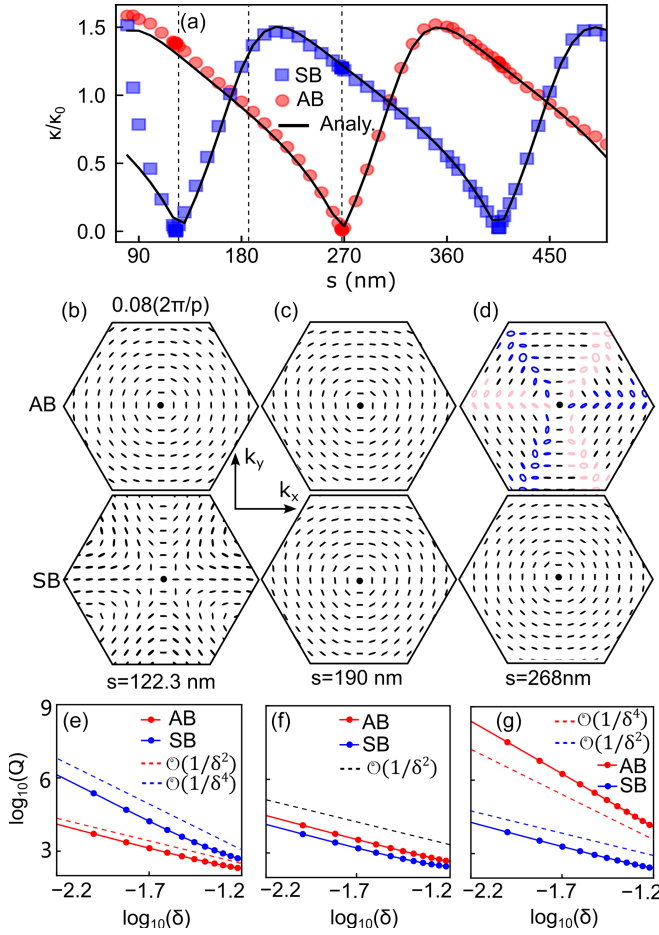 (a)
1.5
1.0
0.5
0.0
κ/κ0
SB
AB
Analy.
90
180
270
360
450
s (nm)
(b)
0.08(2π/p)
(c)
(d)
AB
ky
kx
SB
s=122.3 nm
s=190 nm
s=268nm
(e)
AB
SB
O(1/δ²)
O(1/δ⁴)
(f)
AB
SB
O(1/δ²)
(g)
O(1/δ⁴)
O(1/δ²)
AB
SB
9
6
3
log10(Q)
-2.2
-1.7
-1.2
-2.2
-1.7
-1.2
-2.2
-1.7
-1.2
log10(δ)
log10(δ)
log10(δ)